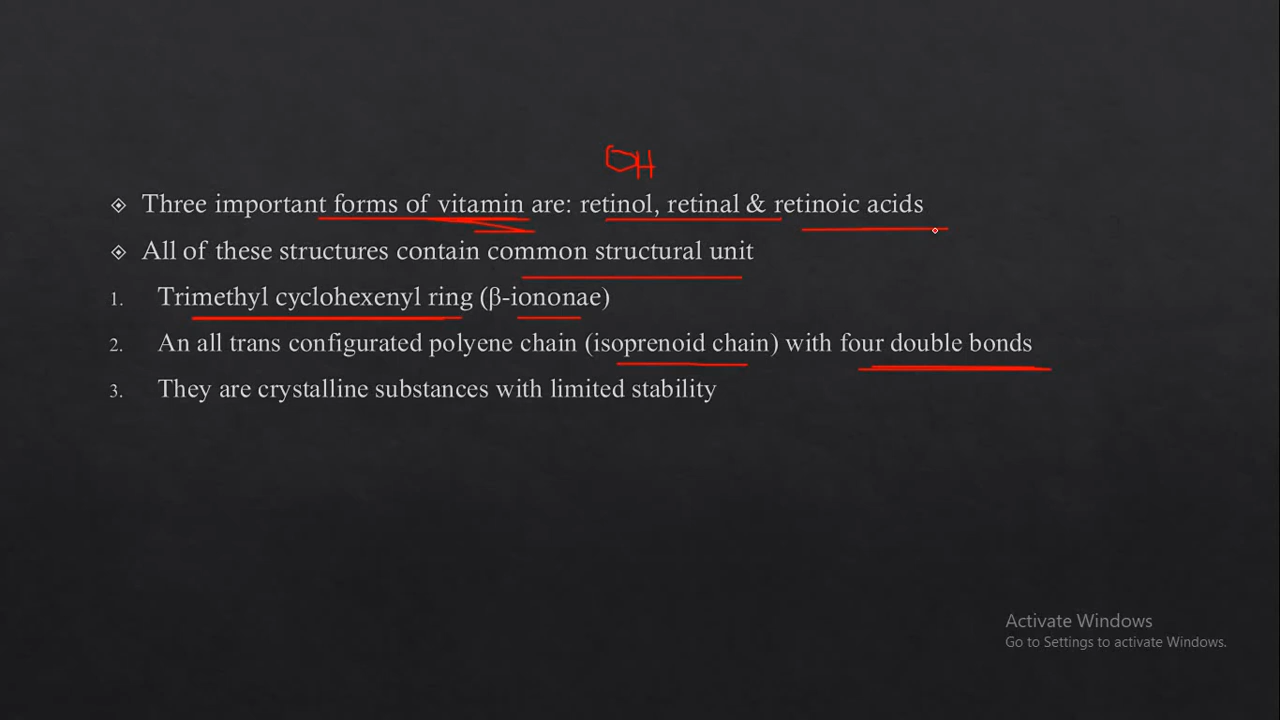 OH
Three important forms of vitamin are: retinol, retinal & retinoic acids
All of these structures contain common structural unit
1. Trimethyl cyclohexenyl ring (β-iononae)
2. An all trans configurated polyene chain (isoprenoid chain) with four double bonds
3. They are crystalline substances with limited stability
Activate Windows
Go to Settings to activate Windows.